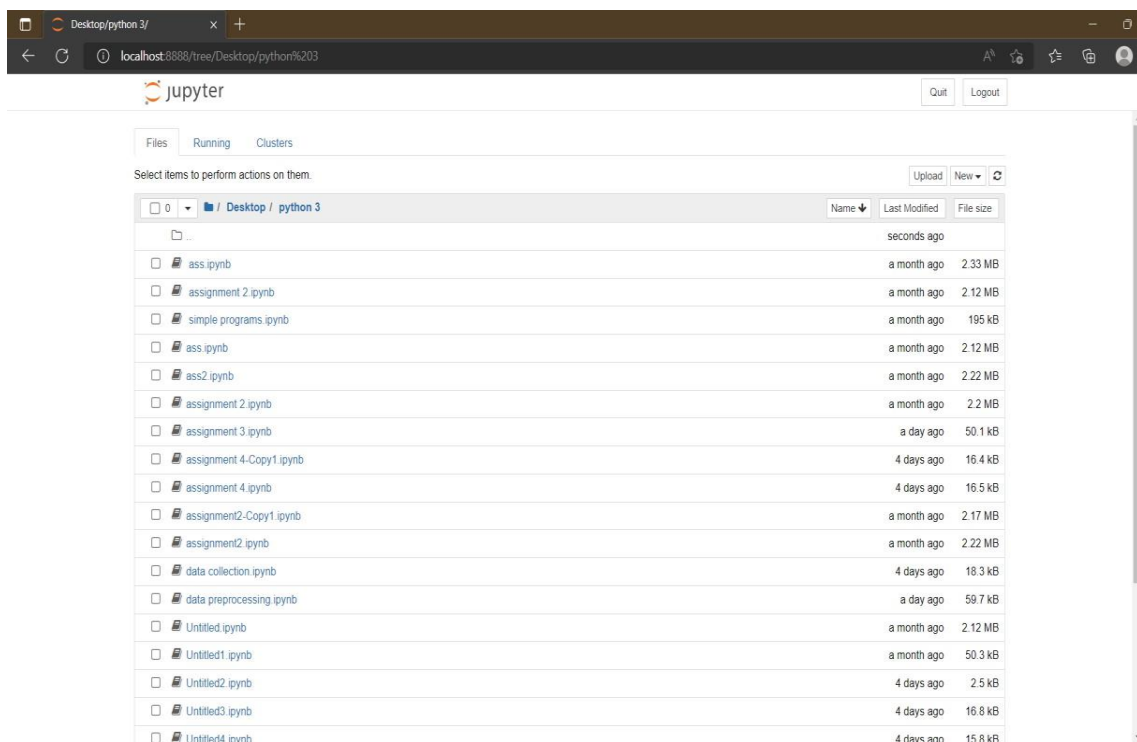 Desktop/python 3/
localhost:8888/tree/Desktop/python%203
jupyter
Quit Logout
Files Running Clusters
Select items to perform actions on them.
Upload New
0 / Desktop / python 3 Name Last Modified File size
.. seconds ago
ass.ipynb a month ago 2.33 MB
assignment 2.ipynb a month ago 2.12 MB
simple programs.ipynb a month ago 195 kB
ass.ipynb a month ago 2.12 MB
ass2.ipynb a month ago 2.22 MB
assignment 2.ipynb a month ago 2.2 MB
assignment 3.ipynb a day ago 50.1 kB
assignment 4-Copy1.ipynb 4 days ago 16.4 kB
assignment 4.ipynb 4 days ago 16.5 kB
assignment2-Copy1.ipynb a month ago 2.17 MB
assignment2.ipynb a month ago 2.22 MB
data collection.ipynb 4 days ago 18.3 kB
data preprocessing.ipynb a day ago 59.7 kB
Untitled.ipynb a month ago 2.12 MB
Untitled1.ipynb a month ago 50.3 kB
Untitled2.ipynb 4 days ago 2.5 kB
Untitled3.ipynb 4 days ago 16.8 kB
Untitled4.ipynb 4 days ago 15.8 kB